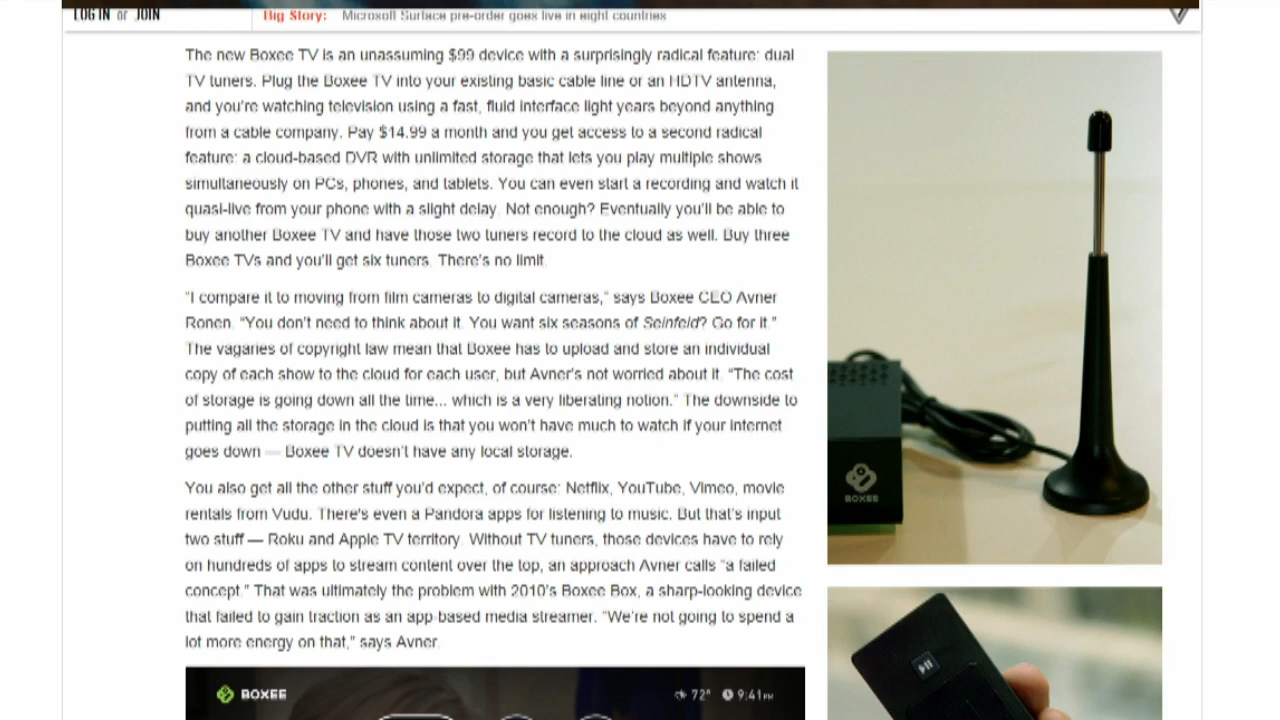 LOG IN or JOIN
Big Story: Microsoft Surface pre-order goes live in eight countries
The new Boxee TV is an unassuming $99 device with a surprisingly radical feature: dual
TV tuners. Plug the Boxee TV into your existing basic cable line or an HDTV antenna,
and you're watching television using a fast, fluid interface light years beyond anything
from a cable company. Pay $14.99 a month and you get access to a second radical
feature: a cloud-based DVR with unlimited storage that lets you play multiple shows
simultaneously on PCs, phones, and tablets. You can even start a recording and watch it
quasi-live from your phone with a slight delay. Not enough? Eventually you'll be able to
buy another Boxee TV and have those two tuners record to the cloud as well. Buy three
Boxee TVs and you'll get six tuners. There's no limit.
"I compare it to moving from film cameras to digital cameras," says Boxee CEO Avner
Ronen. "You don't need to think about it. You want six seasons of Seinfeld? Go for it."
The vagaries of copyright law mean that Boxee has to upload and store an individual
copy of each show to the cloud for each user, but Avner's not worried about it. "The cost
of storage is going down all the time... which is a very liberating notion." The downside to
putting all the storage in the cloud is that you won't have much to watch if your internet
goes down — Boxee TV doesn't have any local storage.
You also get all the other stuff you'd expect, of course: Netflix, YouTube, Vimeo, movie
rentals from Vudu. There's even a Pandora apps for listening to music. But that's input
two stuff — Roku and Apple TV territory. Without TV tuners, those devices have to rely
on hundreds of apps to stream content over the top, an approach Avner calls "a failed
concept." That was ultimately the problem with 2010's Boxee Box, a sharp-looking device
that failed to gain traction as an app-based media streamer. "We're not going to spend a
lot more energy on that," says Avner.
BOXEE 72° 9:41PM
BOXEE